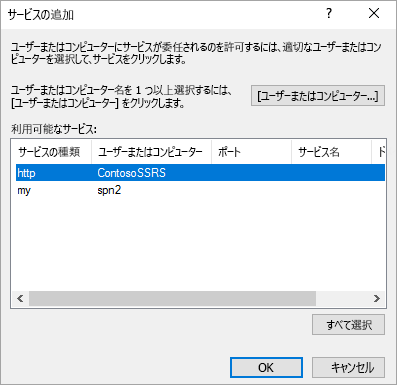 サービスの追加
ユーザーまたはコンピューターにサービスが委任されるのを許可するには、適切なユーザーまたはコン
ピューターを選択して、サービスをクリックします。
ユーザーまたはコンピューター名を 1 つ以上選択するには、
[ユーザーまたはコンピューター] をクリックします。
[ユーザーまたはコンピューター...]
利用可能なサービス:
サービスの種類 ユーザーまたはコンピューター ポート サービス名 ド
http ContosoSSRS
my spn2
すべて選択
OK キャンセル